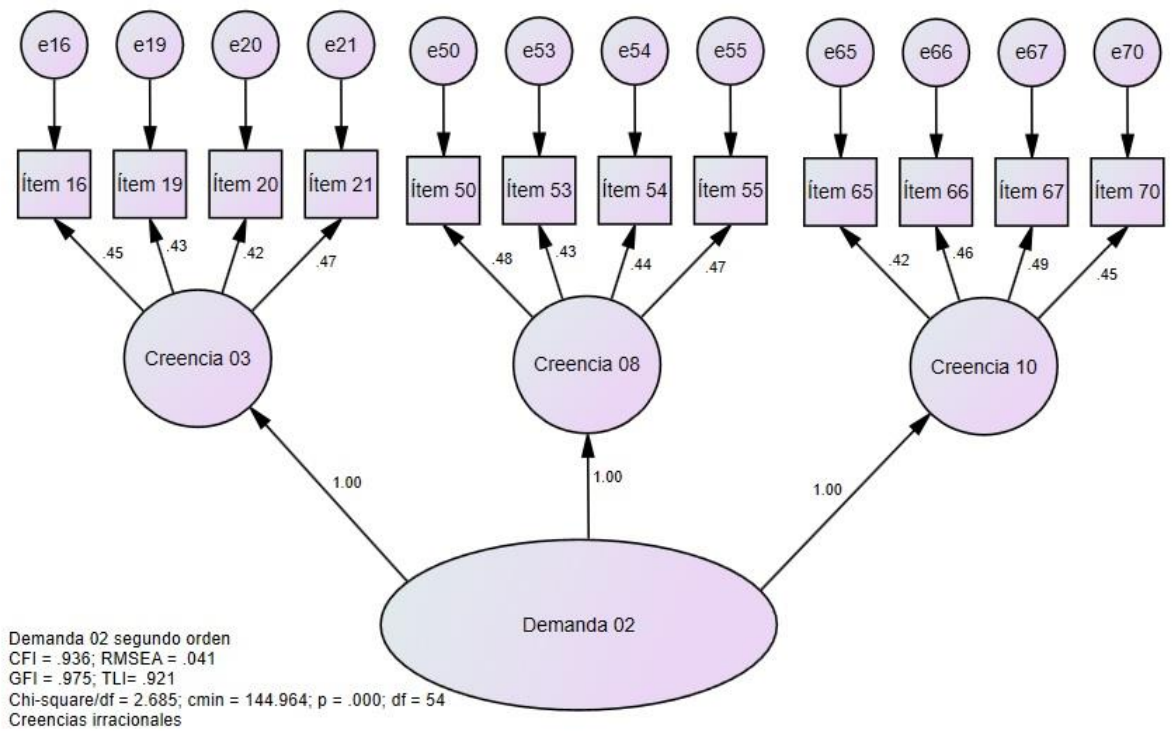 e16 e19 e20 e21 e50 e53 e54 e55 e65 e66 e67 e70
Ítem 16 Ítem 19 Ítem 20 Ítem 21 Ítem 50 Ítem 53 Ítem 54 Ítem 55 Ítem 65 Ítem 66 Ítem 67 Ítem 70
.45 .43 .42 .47 .48 .43 .44 .47 .42 .46 .49 .45
Creencia 03 Creencia 08 Creencia 10
1.00 1.00 1.00
Demanda 02
Demanda 02 segundo orden
CFI = .936; RMSEA = .041
GFI = .975; TLI= .921
Chi-square/df = 2.685; cmin = 144.964; p = .000; df = 54
Creencias irracionales